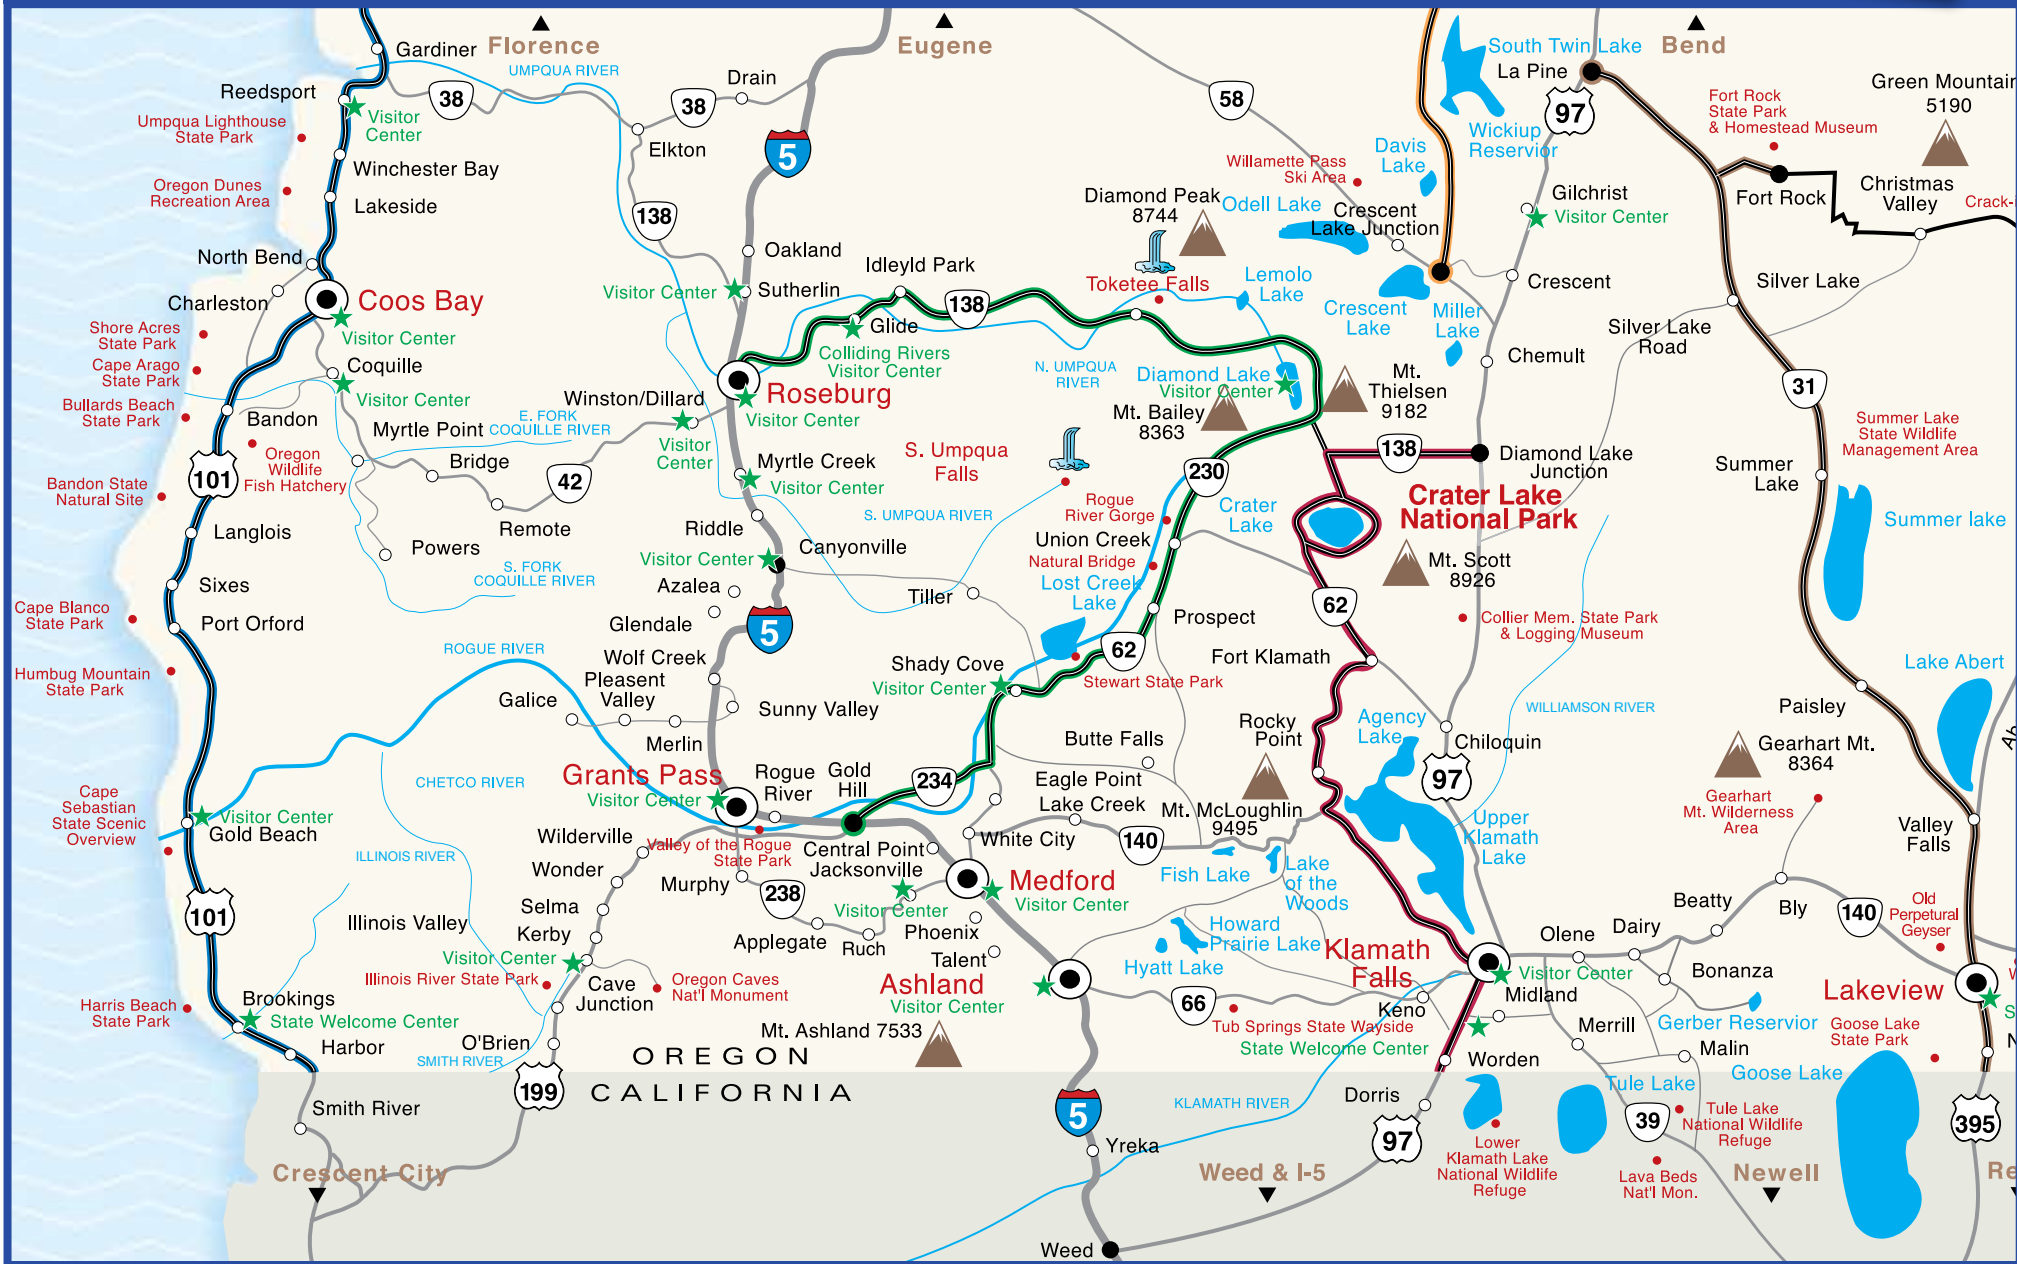 Gardiner
Florence
Eugene
South Twin Lake
Bend
La Pine
UMPQUA RIVER
Drain
Green Mountain
5190
Reedsport
38
38
58
97
Fort Rock
State Park
& Homestead Museum
Visitor
Center
Umpqua Lighthouse
State Park
Elkton
5
Wickiup
Reservior
Davis
Lake
Winchester Bay
Willamette Pass
Ski Area
Oregon Dunes
Recreation Area
Lakeside
138
Diamond Peak
8744
Odell Lake
Crescent
Lake Junction
Gilchrist
Visitor Center
Fort Rock
Christmas
Valley
North Bend
Oakland
Idleyld Park
Charleston
Coos Bay
Visitor Center
Sutherlin
Toketee Falls
Lemolo
Lake
Crescent
Silver Lake
138
Crescent
Lake
Miller
Lake
Shore Acres
State Park
Visitor Center
Glide
Colliding Rivers
Visitor Center
Silver Lake
Road
Cape Arago
State Park
Coquille
Visitor Center
N. UMPQUA
RIVER
Diamond Lake
Visitor Center
Chemult
Mt.
Thielsen
9182
31
Bullards Beach
State Park
Bandon
Winston/Dillard
Roseburg
Visitor Center
Mt. Bailey
8363
E. FORK
COQUILLE RIVER
Myrtle Point
Visitor
Center
S. Umpqua
Falls
Summer Lake
State Wildlife
Management Area
Oregon
Wildlife
Fish Hatchery
101
Bridge
42
Myrtle Creek
Visitor Center
138
Diamond Lake
Junction
230
Summer
Lake
Bandon State
Natural Site
Crater Lake
National Park
Crater
Lake
Rogue
River Gorge
Langlois
Remote
Riddle
S. UMPQUA RIVER
Summer lake
Powers
Visitor Center
Canyonville
Union Creek
Natural Bridge
Mt. Scott
8926
S. FORK
COQUILLE RIVER
Sixes
Azalea
Tiller
Lost Creek
Lake
62
Cape Blanco
State Park
Port Orford
Glendale
5
Prospect
Collier Mem. State Park
& Logging Museum
ROGUE RIVER
Wolf Creek
62
Fort Klamath
Humbug Mountain
State Park
Pleasant
Valley
Shady Cove
Visitor Center
Stewart State Park
Lake Abert
Galice
Sunny Valley
WILLIAMSON RIVER
Paisley
Rocky
Point
Agency
Lake
Merlin
Butte Falls
Chiloquin
Gearhart Mt.
8364
CHETCO RIVER
Grants Pass
Visitor Center
Rogue
River
Gold
Hill
234
Eagle Point
97
Cape
Sebastian
State Scenic
Overview
Visitor Center
Gold Beach
Lake Creek
Mt. McLoughlin
9495
Gearhart
Mt. Wilderness
Area
Wilderville
Valley of the Rogue
State Park
Central Point
White City
140
Upper
Klamath
Lake
Valley
Falls
ILLINOIS RIVER
Wonder
Murphy
238
Jacksonville
Visitor Center
Medford
Visitor Center
Fish Lake
Lake
of the
Woods
101
Illinois Valley
Selma
Kerby
Applegate
Ruch
Phoenix
Howard
Prairie Lake
Beatty
Bly
140
Old
Perpetural
Geyser
Visitor Center
Illinois River State Park
Talent
Hyatt Lake
Klamath
Falls
Olene
Dairy
Cave
Junction
Oregon Caves
Nat'l Monument
Ashland
Visitor Center
Visitor Center
Bonanza
Lakeview
Harris Beach
State Park
Brookings
State Welcome Center
66
Keno
Midland
Gerber Reservior
Harbor
O'Brien
Mt. Ashland 7533
Tub Springs State Wayside
State Welcome Center
Merrill
Malin
Goose Lake
State Park
SMITH RIVER
OREGON
CALIFORNIA
Worden
Goose Lake
199
Smith River
5
KLAMATH RIVER
Dorris
Tule Lake
97
39
Tule Lake
National Wildlife
Refuge
395
Yreka
Lower
Klamath Lake
National Wildlife
Refuge
Crescent City
Weed & I-5
Lava Beds
Nat'l Mon.
Newell
Weed